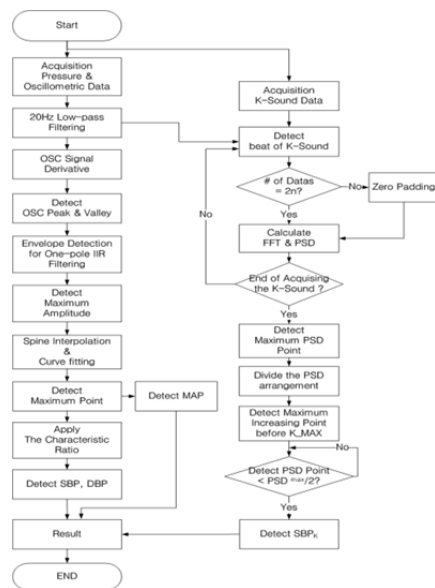 Start
Acquisition
Pressure &
Oscillometric Data
20Hz Low-pass
Filtering
OSC Signal
Derivative
Detect
OSC Peak & Valley
Envelope Detection
for One-pole IIR
Filtering
Detect
Maximum
Amplitude
Spine Interpolation
&
Curve fitting
Detect
Maximum Point
Detect MAP
Apply
The Characteristic
Ratio
Detect SBP, DBP
Result
END
Acquisition
K-Sound Data
Detect
beat of K-Sound
# of Datas
= 2n?
No
Zero Padding
Yes
Calculate
FFT & PSD
No
End of Acquising
the K-Sound ?
Yes
Detect
Maximum PSD
Point
Divide the PSD
arrangement
Detect Maximum
Increasing Point
before K_MAX
No
Detect PSD Point
< PSD max/2?
Yes
Detect SBPK